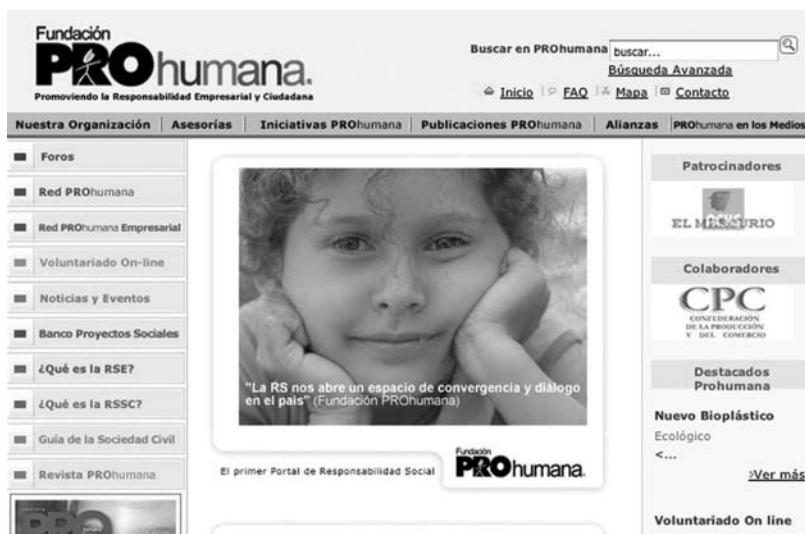 Fundación
PROhumana.
Promoviendo la Responsabilidad Empresarial y Ciudadana
Buscar en PROhumana buscar...
Búsqueda Avanzada
Inicio FAQ Mapa Contacto
Nuestra Organización Asesorías Iniciativas PROhumana Publicaciones PROhumana Alianzas PROhumana en los Medios
Foros
Red PROhumana
Red PROhumana Empresarial
Voluntariado On-line
Noticias y Eventos
Banco Proyectos Sociales
¿Qué es la RSE?
¿Qué es la RSSC?
Guía de la Sociedad Civil
Revista PROhumana
PRO
"La RS nos abre un espacio de convergencia y diálogo
en el país" (Fundación PROhumana)
El primer Portal de Responsabilidad Social
Fundación
PROhumana.
Patrocinadores
Colaboradores
CPC
CONFEDERACIÓN
DE LA PRODUCCIÓN
Y DEL COMERCIO
Destacados
Prohumana
Nuevo Bioplástico
Ecológico
<...
Ver más
Voluntariado On line